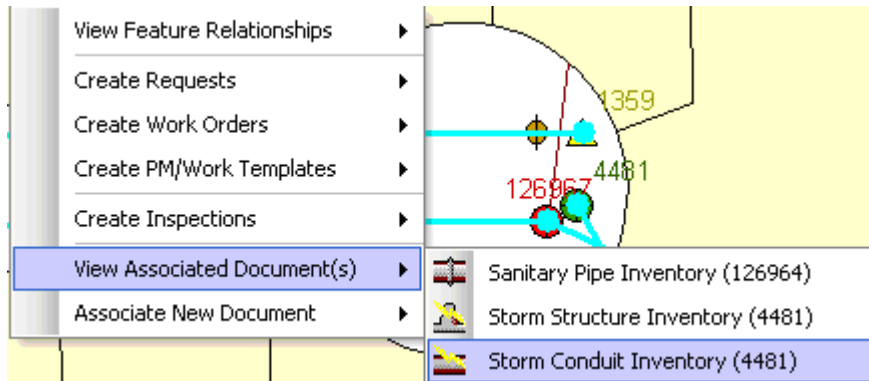 View Feature Relationships
Create Requests
Create Work Orders
Create PM/Work Templates
Create Inspections
View Associated Document(s)
Associate New Document
1359
4481
126967
Sanitary Pipe Inventory (126964)
Storm Structure Inventory (4481)
Storm Conduit Inventory (4481)